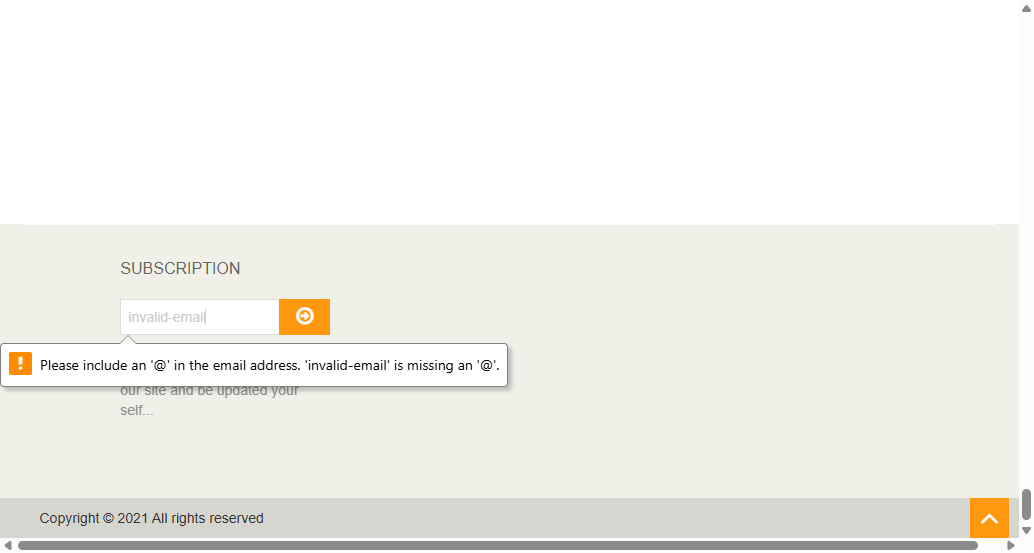 SUBSCRIPTION
invalid-email
Please include an '@' in the email address. 'invalid-email' is missing an '@'.
our site and be updated your
self...
Copyright © 2021 All rights reserved